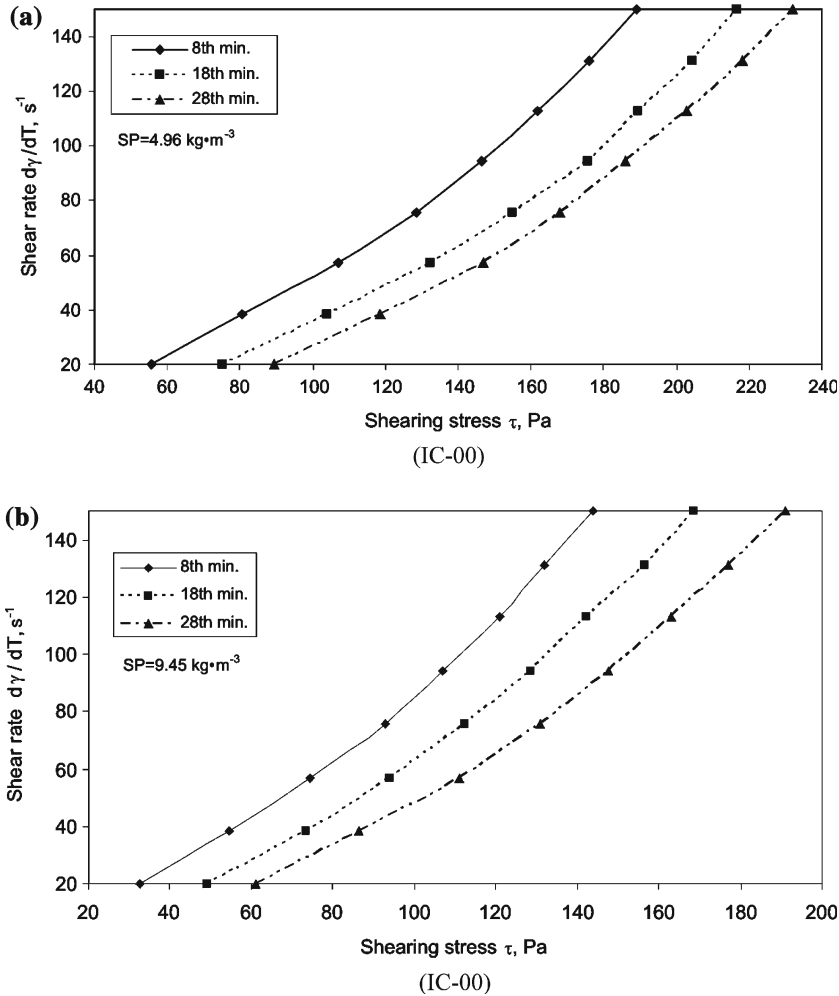 (a)
140
120
100
80
60
40
20
Shear rate dγ/dT, s⁻¹
8th min.
18th min.
28th min.
SP=4.96 kg•m⁻³
40 60 80 100 120 140 160 180 200 220 240
Shearing stress τ, Pa
(IC-00)
(b)
140
120
100
80
60
40
20
Shear rate dγ / dT, s⁻¹
8th min.
18th min.
28th min.
SP=9.45 kg•m⁻³
20 40 60 80 100 120 140 160 180 200
Shearing stress τ, Pa
(IC-00)